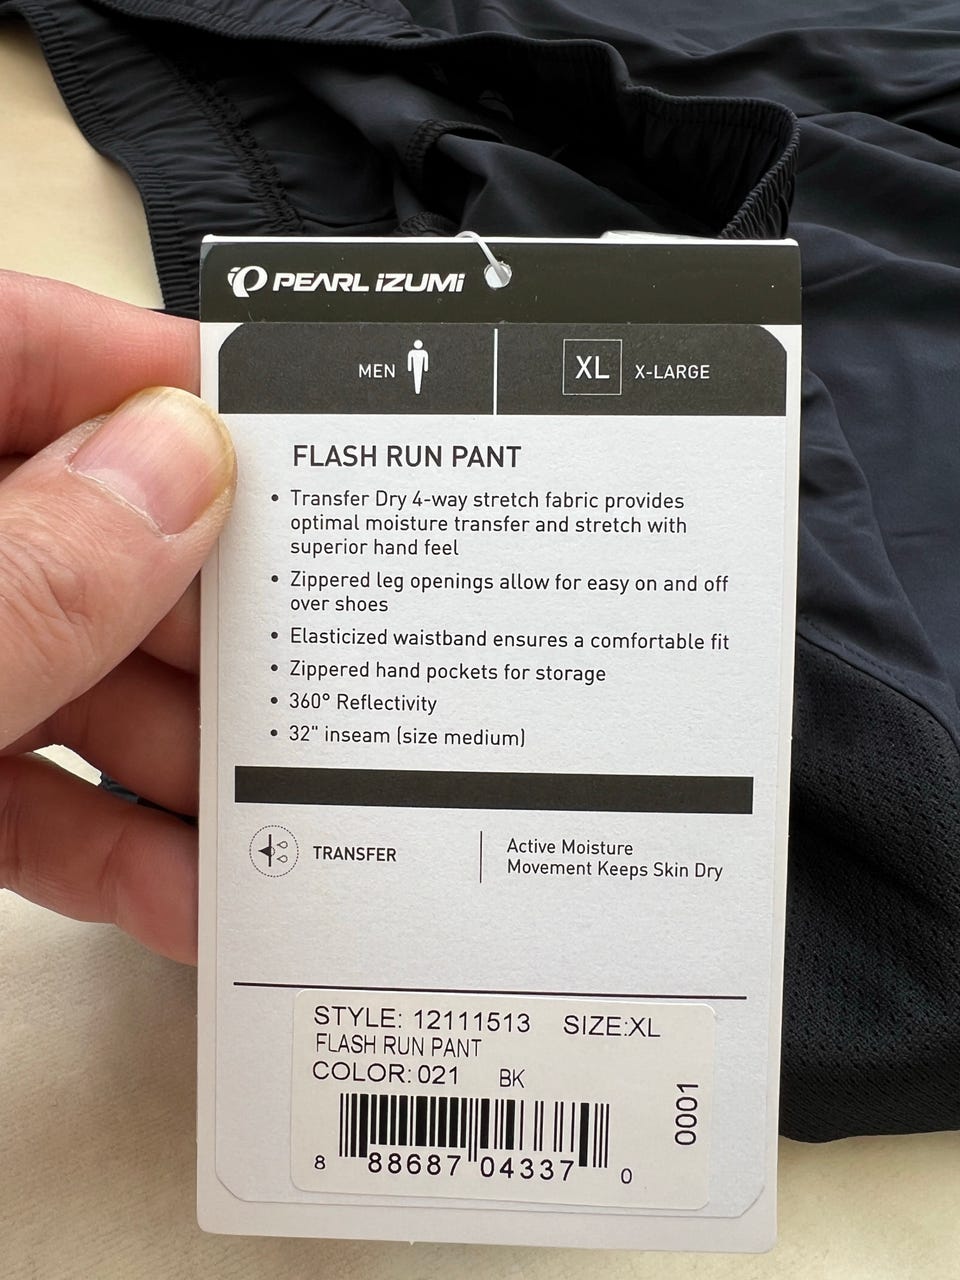 PEARL iZUMi
MEN
XL X-LARGE
FLASH RUN PANT
• Transfer Dry 4-way stretch fabric provides
optimal moisture transfer and stretch with
superior hand feel
• Zippered leg openings allow for easy on and off
over shoes
• Elasticized waistband ensures a comfortable fit
• Zippered hand pockets for storage
• 360° Reflectivity
• 32" inseam (size medium)
TRANSFER
Active Moisture
Movement Keeps Skin Dry
STYLE: 12111513 SIZE:XL
FLASH RUN PANT
COLOR: 021 BK
0001
8 88687 04337 0